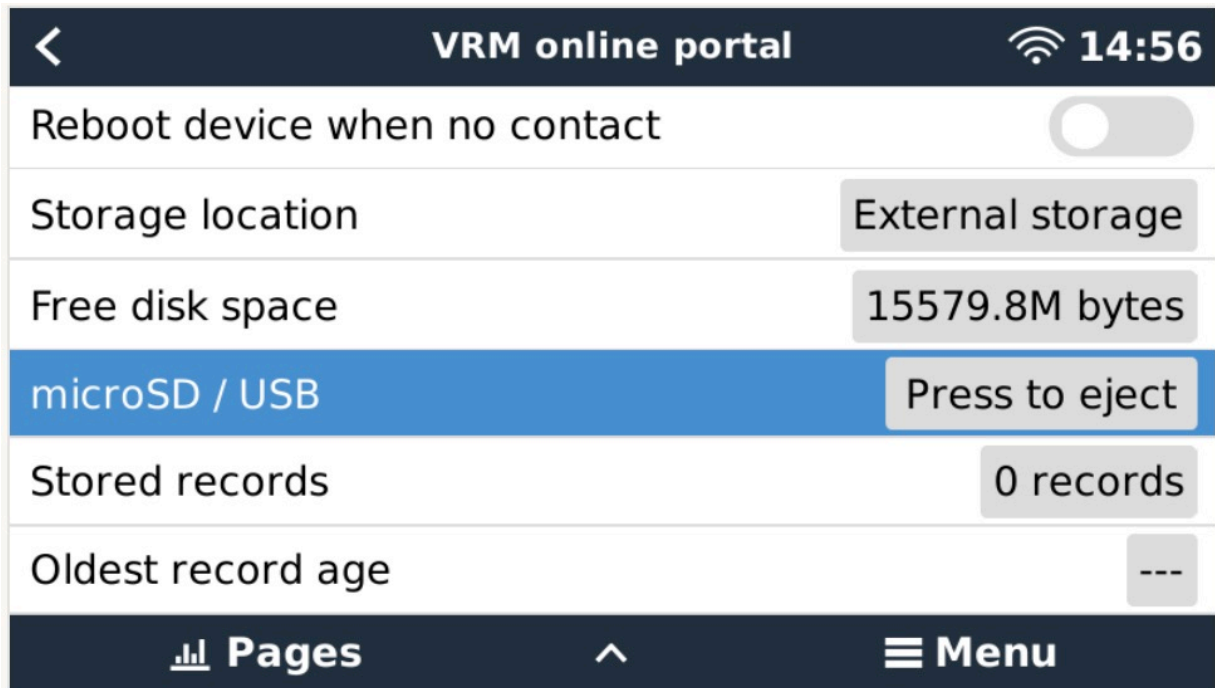 VRM online portal 14:56
Reboot device when no contact
Storage location External storage
Free disk space 15579.8M bytes
microSD / USB Press to eject
Stored records 0 records
Oldest record age ---
Pages Menu